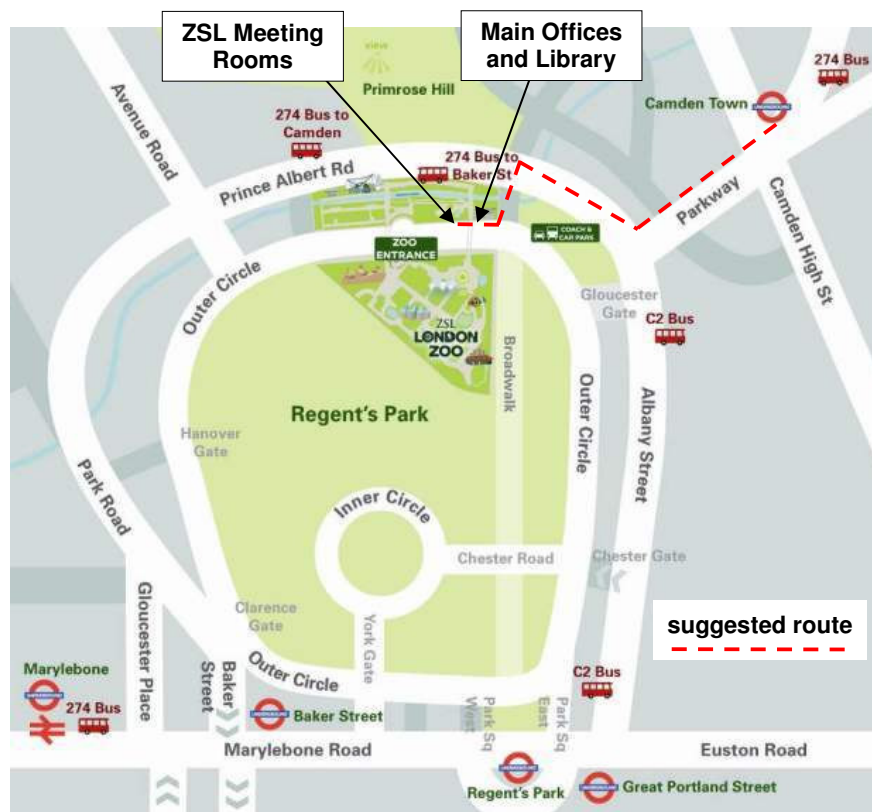 ZSL Meeting
Rooms
Main Offices
and Library
view
Primrose Hill
274 Bus
Camden Town
Avenue Road
274 Bus to
Camden
274 Bus to
Baker St
Prince Albert Rd
Parkway
Camden High St
COACH &
CAR PARK
ZOO
ENTRANCE
Outer Circle
Gloucester
Gate
C2 Bus
ZSL
LONDON
ZOO
Broadwalk
Outer Circle
Albany Street
Regent's Park
Hanover
Gate
Park Road
Inner Circle
Chester Road
Chester Gate
Gloucester Place
Clarence
Gate
York Gate
suggested route
Outer Circle
Marylebone
UNDERGROUND
274 Bus
Baker
Street
Baker Street
C2 Bus
Park Sq
West
Park Sq
East
Marylebone Road
Euston Road
Regent's Park
Great Portland Street